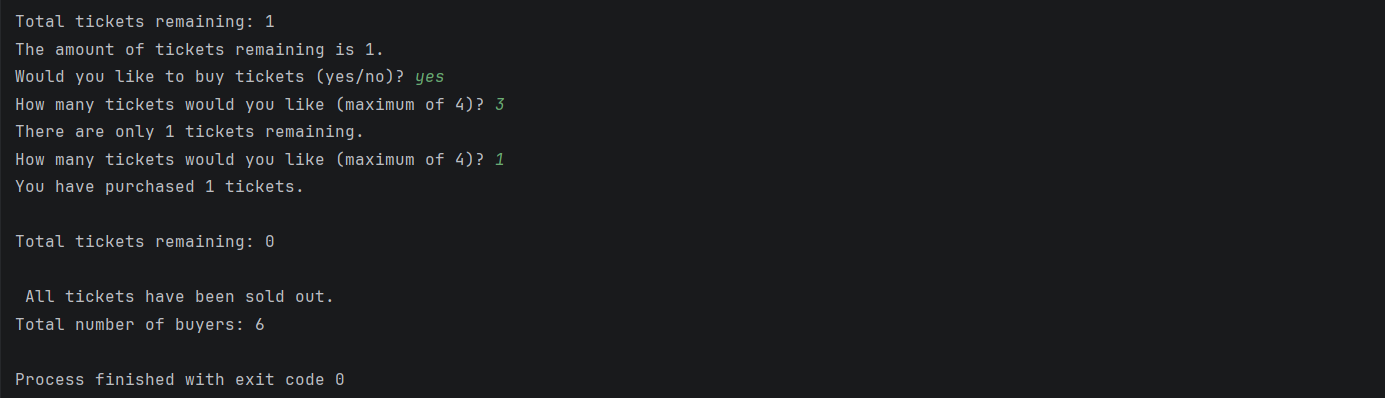 Total tickets remaining: 1
The amount of tickets remaining is 1.
Would you like to buy tickets (yes/no)? yes
How many tickets would you like (maximum of 4)? 3
There are only 1 tickets remaining.
How many tickets would you like (maximum of 4)? 1
You have purchased 1 tickets.
Total tickets remaining: 0
All tickets have been sold out.
Total number of buyers: 6
Process finished with exit code 0